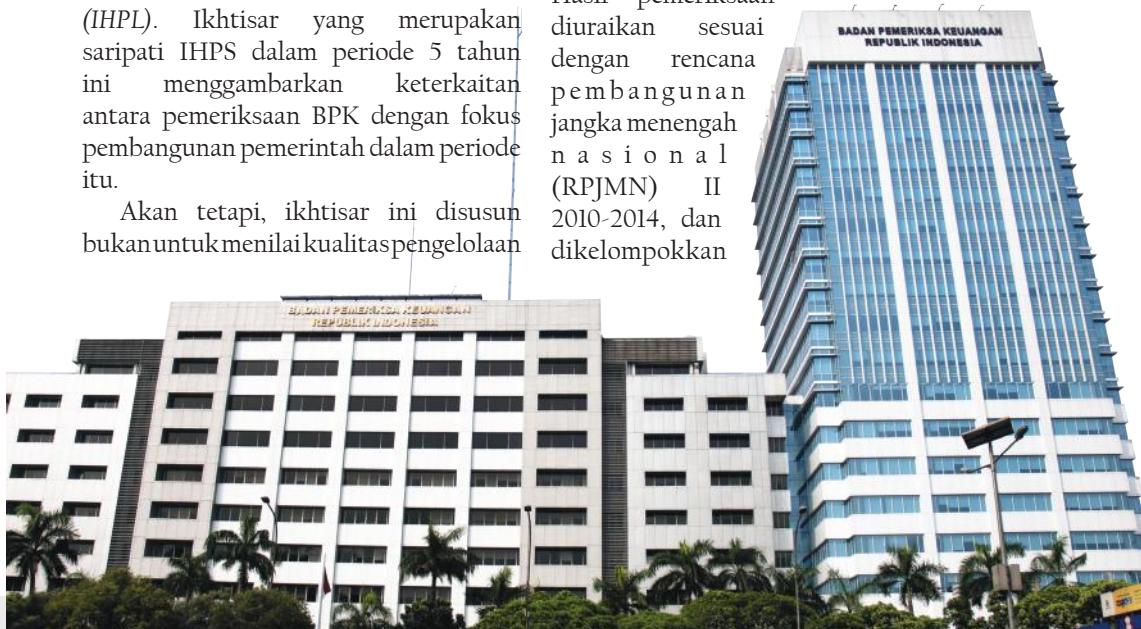 (IHPL). Ikhtisar yang merupakan
saripati IHPS dalam periode 5 tahun
ini menggambarkan keterkaitan
antara pemeriksaan BPK dengan fokus
pembangunan pemerintah dalam periode
itu.
Akan tetapi, ikhtisar ini disusun
bukan untuk menilai kualitas pengelolaan
Hasil pemeriksaan
diuraikan sesuai
dengan rencana
pembangunan
jangka menengah
nasional
(RPJMN) II
2010-2014, dan
dikelompokkan
BADAN PEMERIKSA KEUANGAN
REPUBLIK INDONESIA
BADAN PEMERIKSA KEUANGAN
REPUBLIK INDONESIA